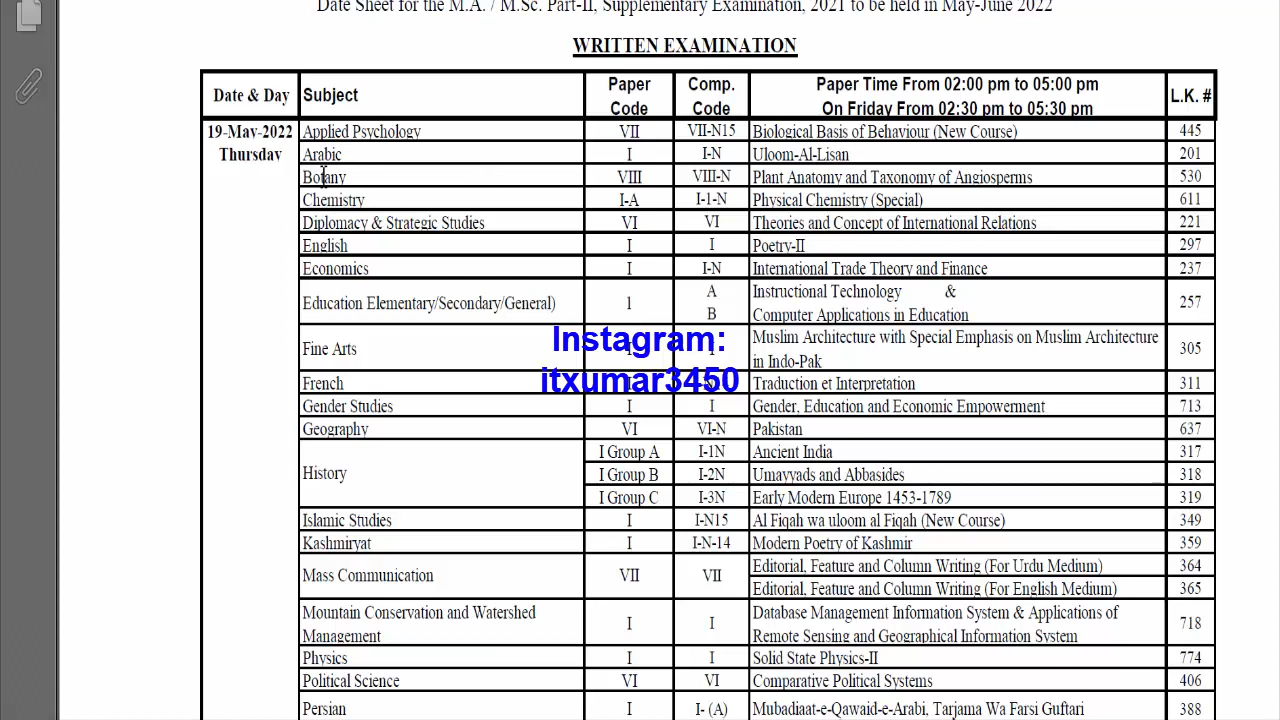 Date Sheet for the M.A. / M.Sc. Part-II, Supplementary Examination, 2021 to be held in May-June 2022
WRITTEN EXAMINATION
Date & Day Subject Paper Code Comp. Code Paper Time From 02:00 pm to 05:00 pm On Friday From 02:30 pm to 05:30 pm L.K. #
19-May-2022 Applied Psychology VII VII-N15 Biological Basis of Behaviour (New Course) 445
Thursday Arabic I I-N Uloom-Al-Lisan 201
Botany VIII VIII-N Plant Anatomy and Taxonomy of Angiosperms 530
Chemistry I-A I-1-N Physical Chemistry (Special) 611
Diplomacy & Strategic Studies VI VI Theories and Concept of International Relations 221
English I I Poetry-II 297
Economics I I-N International Trade Theory and Finance 237
Education Elementary/Secondary/General) 1 A B Instructional Technology & Computer Applications in Education 257
Instagram:
itxumar3450
Fine Arts Muslim Architecture with Special Emphasis on Muslim Architecture in Indo-Pak 305
French Traduction et Interpretation 311
Gender Studies I I Gender, Education and Economic Empowerment 713
Geography VI VI-N Pakistan 637
History I Group A I-1N Ancient India 317
I Group B I-2N Umayyads and Abbasides 318
I Group C I-3N Early Modern Europe 1453-1789 319
Islamic Studies I I-N15 Al Fiqah wa uloom al Fiqah (New Course) 349
Kashmiryat I I-N-14 Modern Poetry of Kashmir 359
Mass Communication VII VII Editorial, Feature and Column Writing (For Urdu Medium) 364
Editorial, Feature and Column Writing (For English Medium) 365
Mountain Conservation and Watershed Management I I Database Management Information System & Applications of Remote Sensing and Geographical Information System 718
Physics I I Solid State Physics-II 774
Political Science VI VI Comparative Political Systems 406
Persian I I- (A) Mubadiaat-e-Qawaid-e-Arabi, Tarjama Wa Farsi Guftari 388